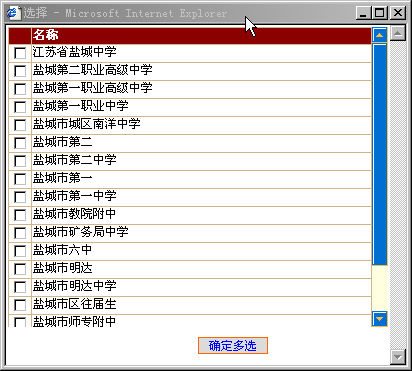 选择 - Microsoft Internet Explorer
名称
江苏省盐城中学
盐城第二职业高级中学
盐城第一职业高级中学
盐城第一职业中学
盐城市城区南洋中学
盐城市第二
盐城市第二中学
盐城市第一
盐城市第一中学
盐城市教院附中
盐城市矿务局中学
盐城市六中
盐城市明达
盐城市明达中学
盐城市区往届生
盐城市师专附中
确定多选